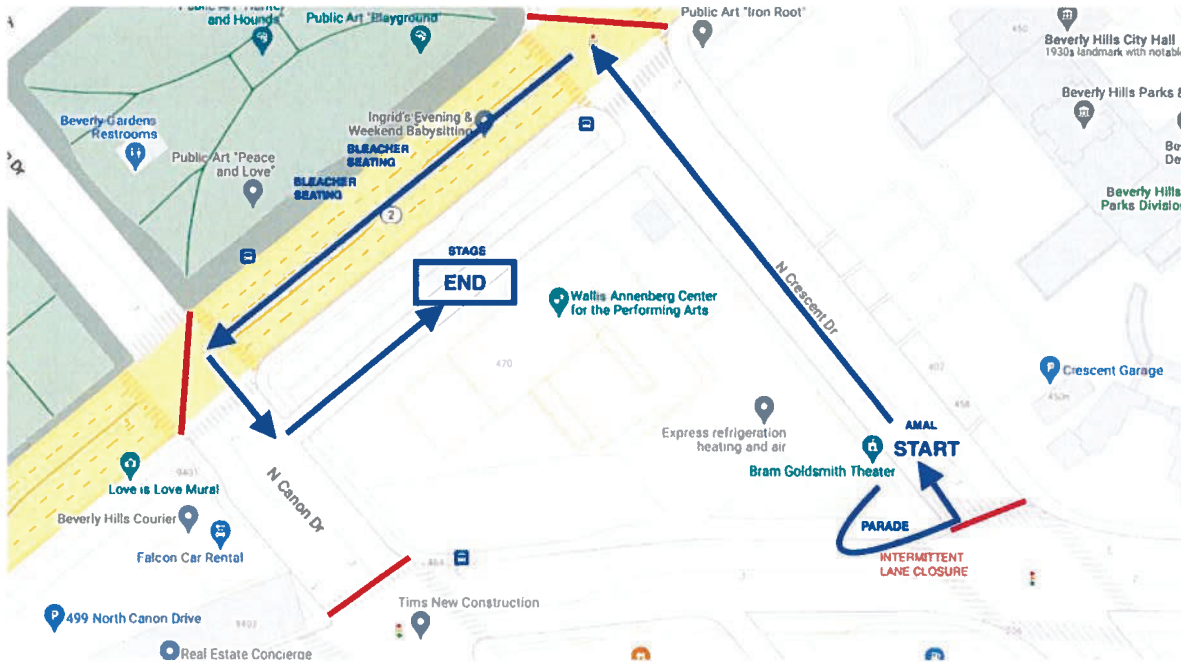 and Hounds"
Public Art "Playground"
Public Art "Iron Root"
450
Beverly Hills City Hall
1930s landmark with notable
Beverly Hills Parks &
Beverly Hills
Parks Division
Beverly Gardens
Restrooms
Ingrid's Evening &
Weekend Babysitting
BLEACHER
SEATING
Public Art "Peace
and Love"
BLEACHER
SEATING
2
STAGE
END
Wallis Annenberg Center
for the Performing Arts
N Crescent Dr
470
407
Crescent Garage
458
Express refrigeration
heating and air
AMAL
START
Bram Goldsmith Theater
PARADE
INTERMITTENT
LANE CLOSURE
9401
Love is Love Mural
N Canon Dr
Beverly Hills Courier
Falcon Car Rental
499 North Canon Drive
Tims New Construction
Real Estate Concierge